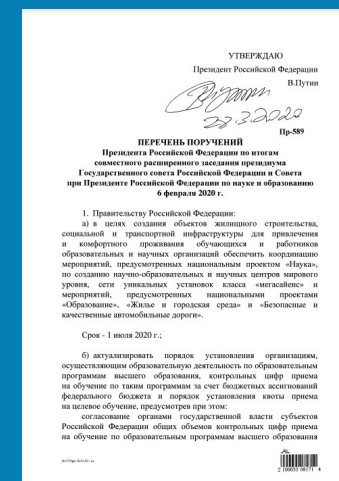 УТВЕРЖДАЮ
Президент Российской Федерации
В.Путин
Пр-589
ПЕРЕЧЕНЬ ПОРУЧЕНИЙ
Президента Российской Федерации по итогам
совместного расширенного заседания президиума
Государственного совета Российской Федерации и Совета
при Президенте Российской Федерации по науке и образованию
6 февраля 2020 г.
1. Правительству Российской Федерации:
а) в целях создания объектов жилищного строительства,
социальной и транспортной инфраструктуры для привлечения
и комфортного проживания обучающихся и работников
образовательных и научных организаций обеспечить координацию
мероприятий, предусмотренных национальным проектом «Наука»,
по созданию научно-образовательных и научных центров мирового
уровня, сети уникальных установок класса «мегасайенс» и
мероприятий, предусмотренных национальными проектами
«Образование», «Жилье и городская среда» и «Безопасные и
качественные автомобильные дороги».
Срок - 1 июля 2020 г.;
б) актуализировать порядок установления организациям,
осуществляющим образовательную деятельность по образовательным
программам высшего образования, контрольных цифр приема
на обучение по таким программам за счет бюджетных ассигнований
федерального бюджета и порядок установления квоты приема
на целевое обучение, предусмотрев при этом:
согласование органами государственной власти субъектов
Российской Федерации общих объемов контрольных цифр приема
на обучение по образовательным программам высшего образования
2 100055 08171 4